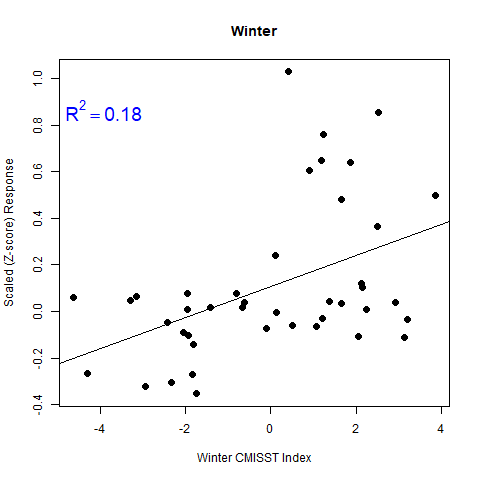 Winter
R² = 0.18
Scaled (Z-score) Response
1.0
0.8
0.6
0.4
0.2
0.0
-0.2
-0.4
-4 -2 0 2 4
Winter CMISST Index